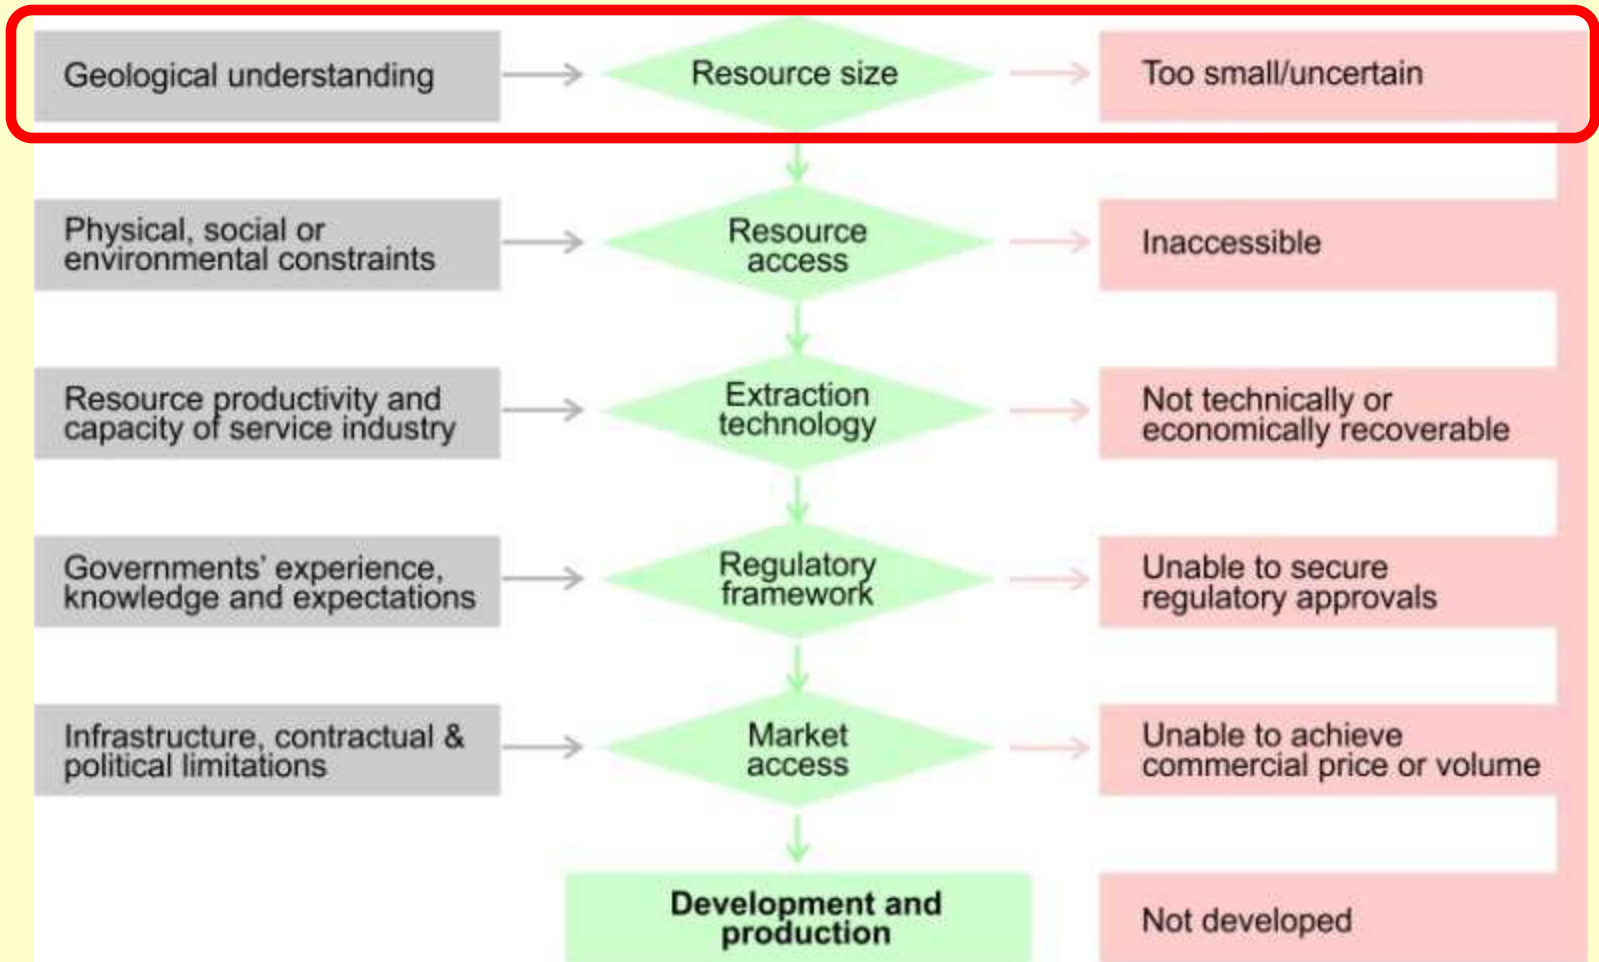 Geological understanding
Resource size
Too small/uncertain
Physical, social or
environmental constraints
Resource
access
Inaccessible
Resource productivity and
capacity of service industry
Extraction
technology
Not technically or
economically recoverable
Governments' experience,
knowledge and expectations
Regulatory
framework
Unable to secure
regulatory approvals
Infrastructure, contractual &
political limitations
Market
access
Unable to achieve
commercial price or volume
Development and
production
Not developed